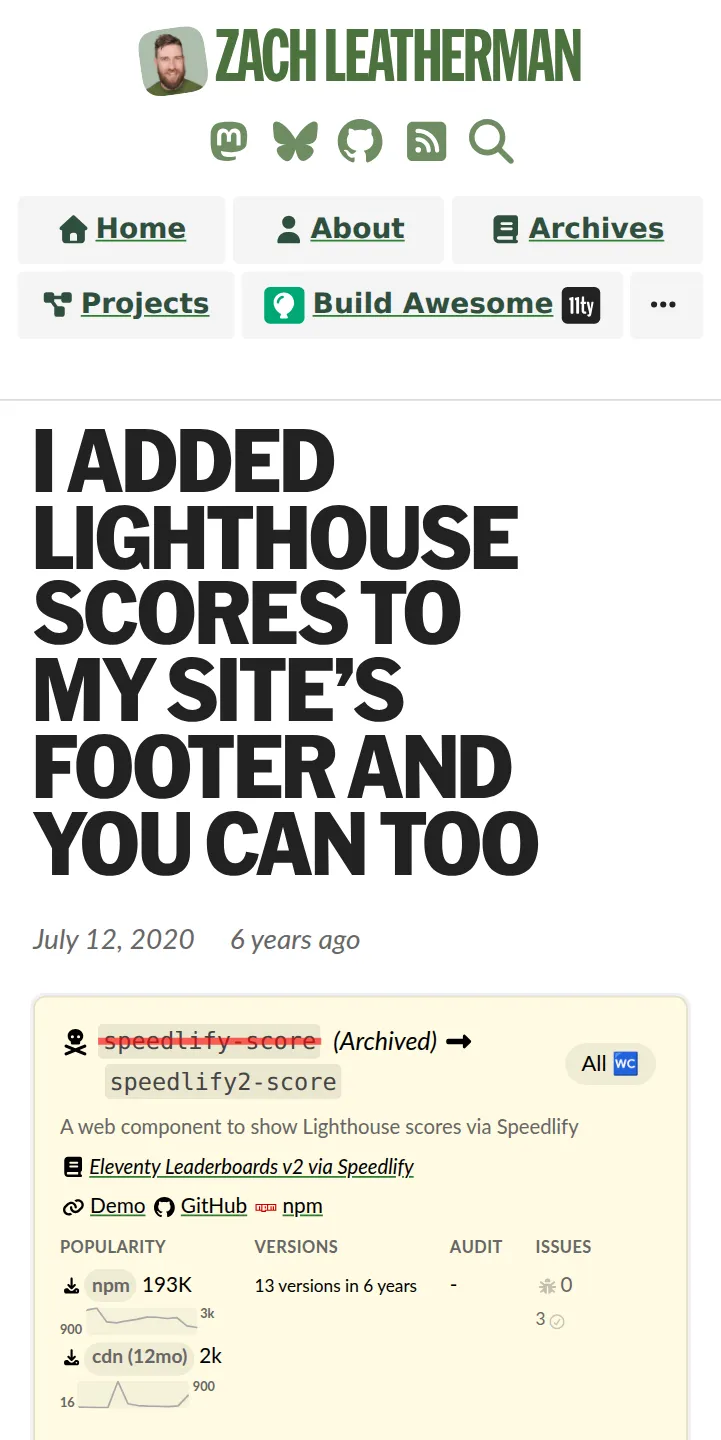 ZACH LEATHERMAN
Home About Archives
Projects Build Awesome 11ty •••
I ADDED
LIGHTHOUSE
SCORES TO
MY SITE’S
FOOTER AND
YOU CAN TOO
July 12, 2020 6 years ago
speedlify-score (Archived) ➞
speedlify2-score
All WC
A web component to show Lighthouse scores via Speedlify
Eleventy Leaderboards v2 via Speedlify
Demo GitHub npm npm
POPULARITY VERSIONS AUDIT ISSUES
npm 193K 13 versions in 6 years - 0
900 3k 3
cdn (12mo) 2k
16 900